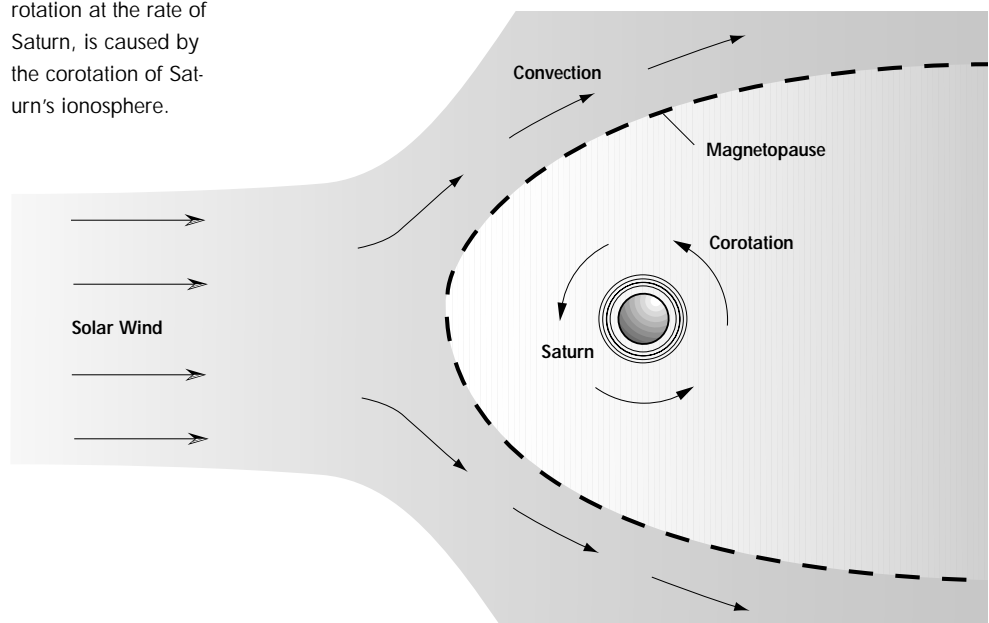 rotation at the rate of
Saturn, is caused by
the corotation of Sat-
urn's ionosphere.
Convection
Magnetopause
Corotation
Solar Wind
Saturn